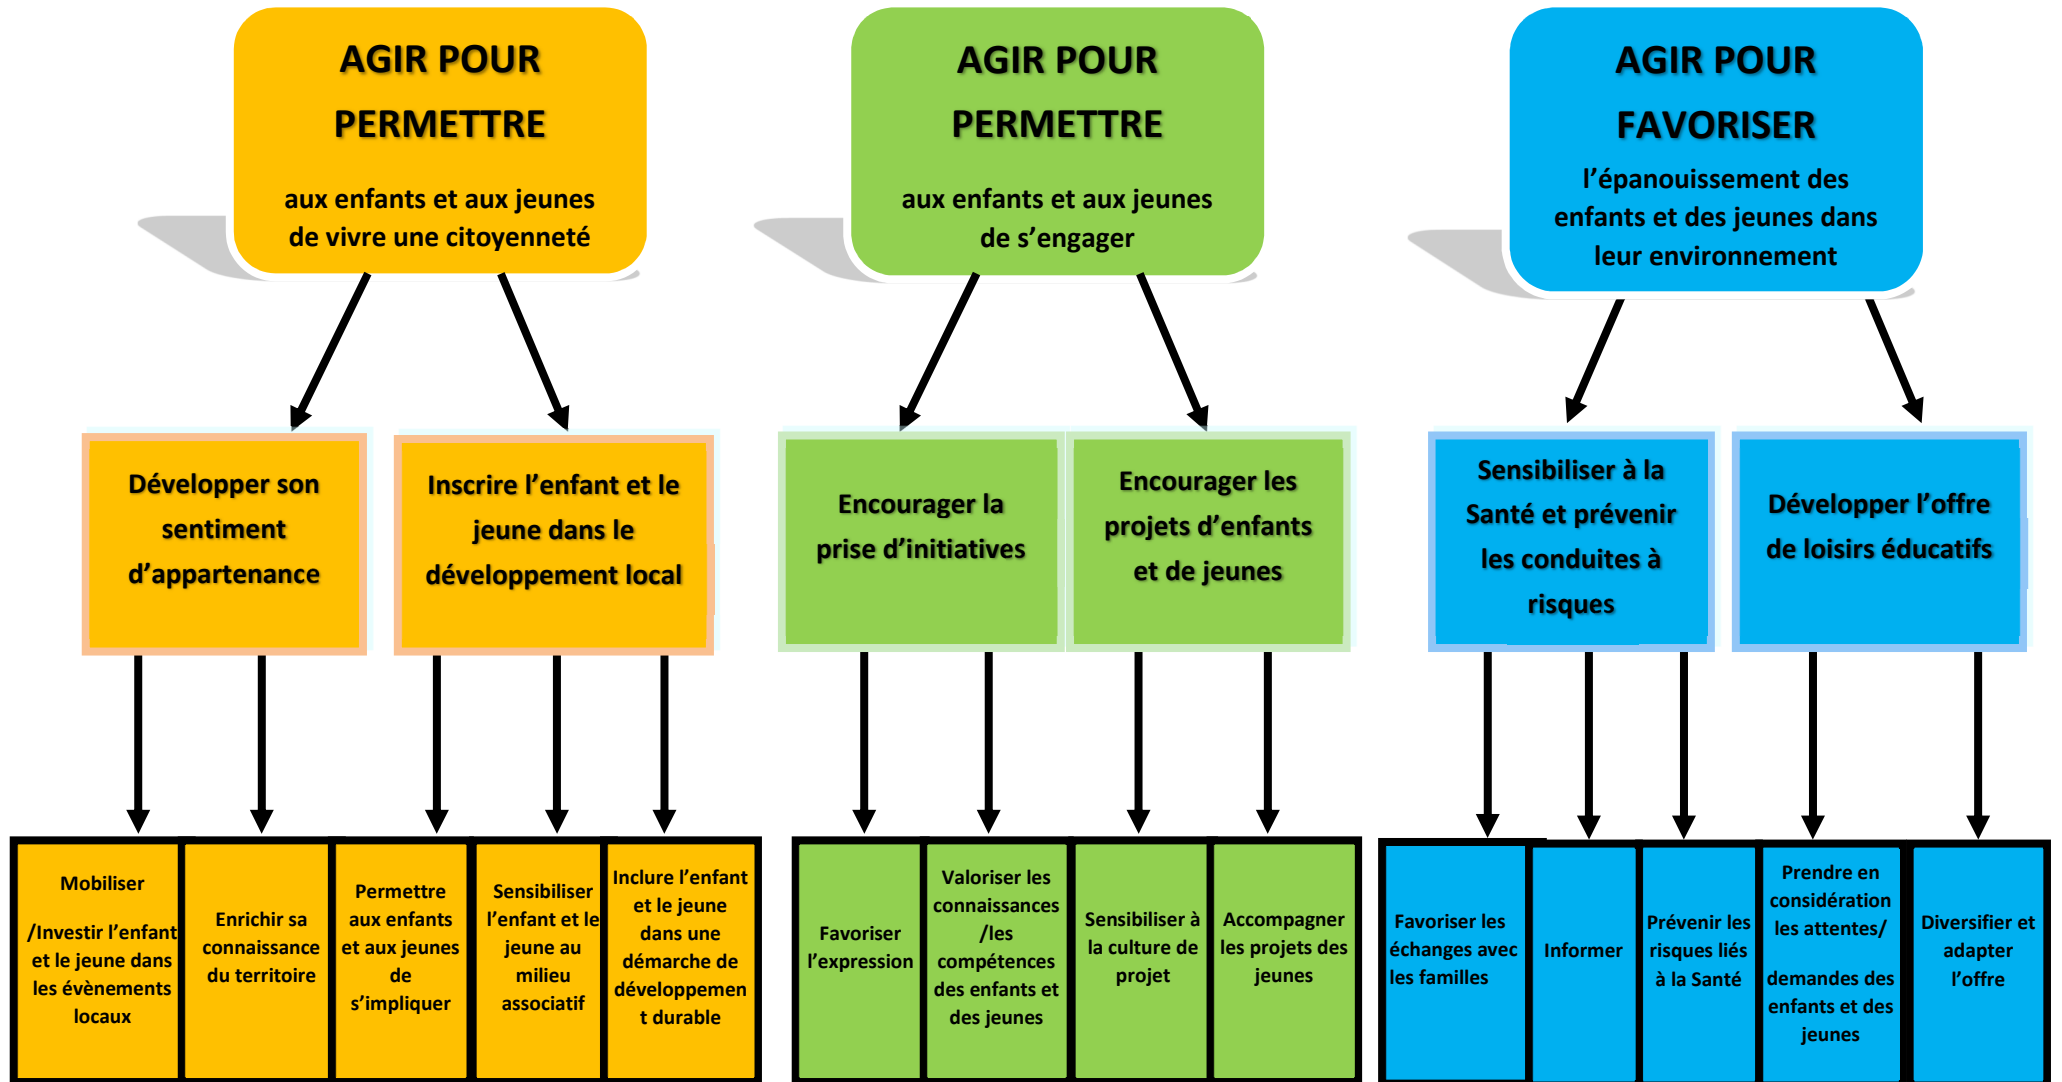 AGIR POUR
PERMETTRE
aux enfants et aux jeunes
de vivre une citoyenneté
AGIR POUR
PERMETTRE
aux enfants et aux jeunes
de s’engager
AGIR POUR
FAVORISER
l’épanouissement des
enfants et des jeunes dans
leur environnement
Développer son
sentiment
d’appartenance
Inscrire l’enfant et le
jeune dans le
développement local
Encourager la
prise d’initiatives
Encourager les
projets d’enfants
et de jeunes
Sensibiliser à la
Santé et prévenir
les conduites à
risques
Développer l’offre
de loisirs éducatifs
Mobiliser
/Investir l’enfant
et le jeune dans
les évènements
locaux
Enrichir sa
connaissance
du territoire
Permettre
aux enfants
et aux jeunes
de
s’impliquer
Sensibiliser
l’enfant et le
jeune au
milieu
associatif
Inclure l’enfant
et le jeune
dans une
démarche de
développemen
t durable
Favoriser
l’expression
Valoriser les
connaissances
/les
compétences
des enfants et
des jeunes
Sensibiliser à
la culture de
projet
Accompagner
les projets des
jeunes
Favoriser les
échanges avec
les familles
Informer
Prévenir les
risques liés
à la Santé
Prendre en
considération
les attentes/
demandes des
enfants et des
jeunes
Diversifier et
adapter
l’offre